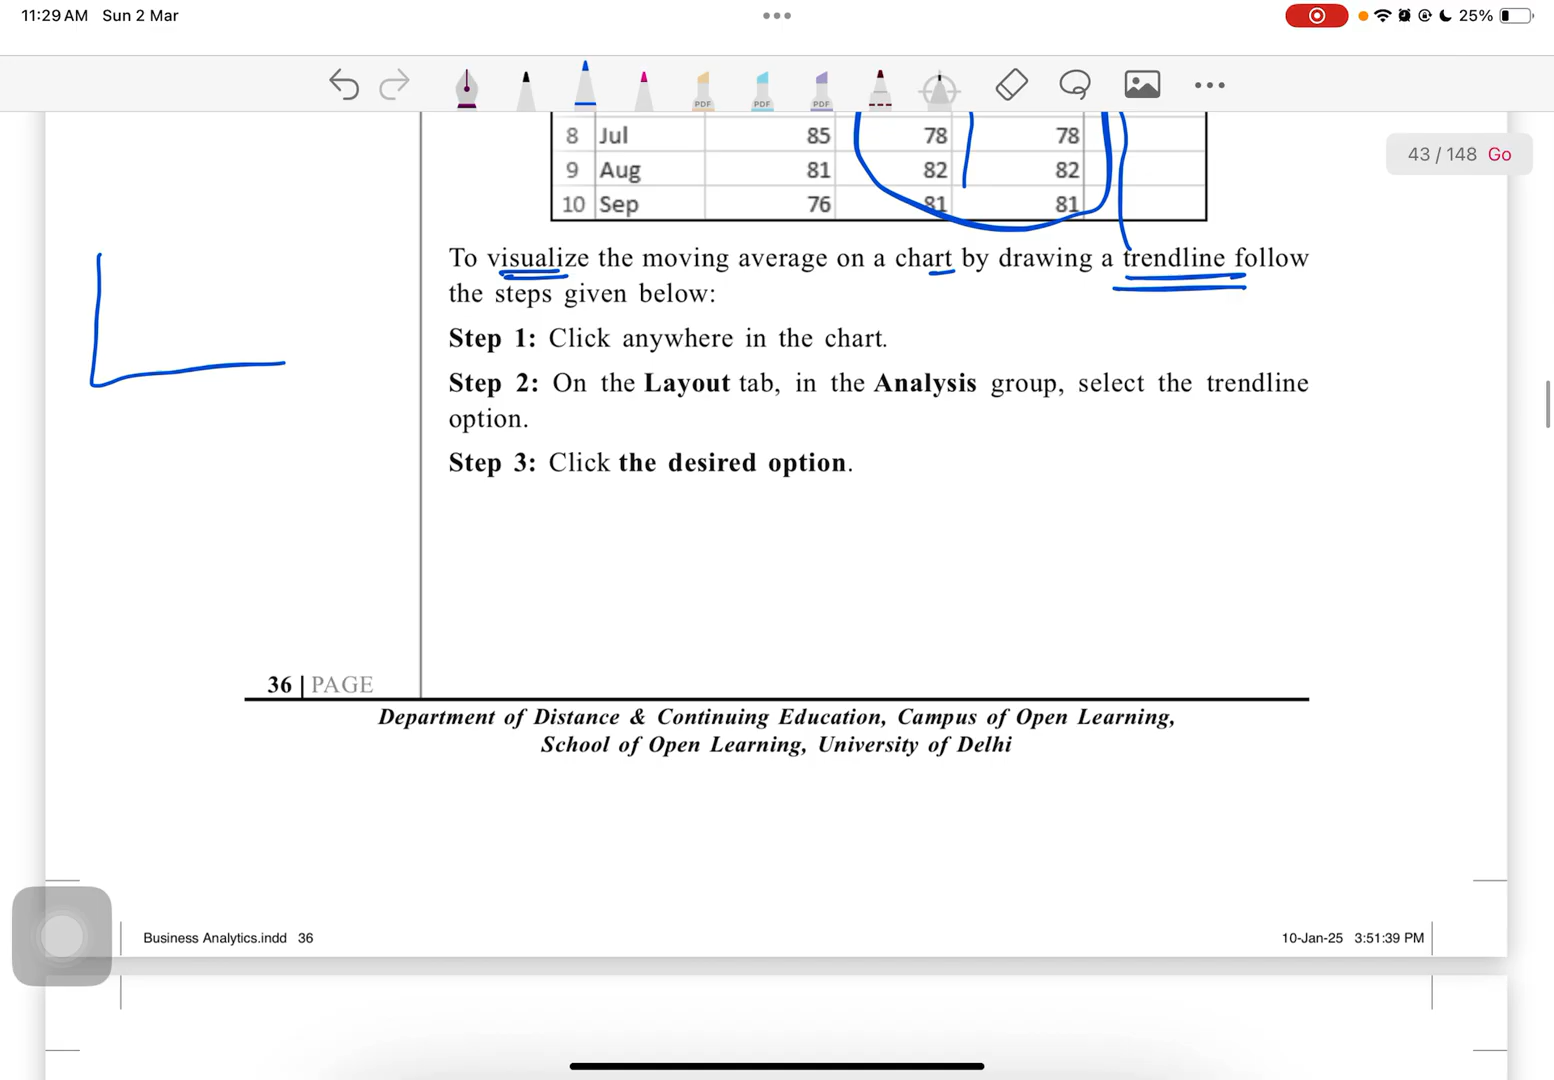 11:29 AM Sun 2 Mar
25%
PDF PDF PDF
43 / 148 Go
8 Jul 85 78 78
9 Aug 81 82 82
10 Sep 76 81 81
To visualize the moving average on a chart by drawing a trendline follow
the steps given below:
Step 1: Click anywhere in the chart.
Step 2: On the Layout tab, in the Analysis group, select the trendline
option.
Step 3: Click the desired option.
36 | PAGE
Department of Distance & Continuing Education, Campus of Open Learning,
School of Open Learning, University of Delhi
Business Analytics.indd 36
10-Jan-25 3:51:39 PM